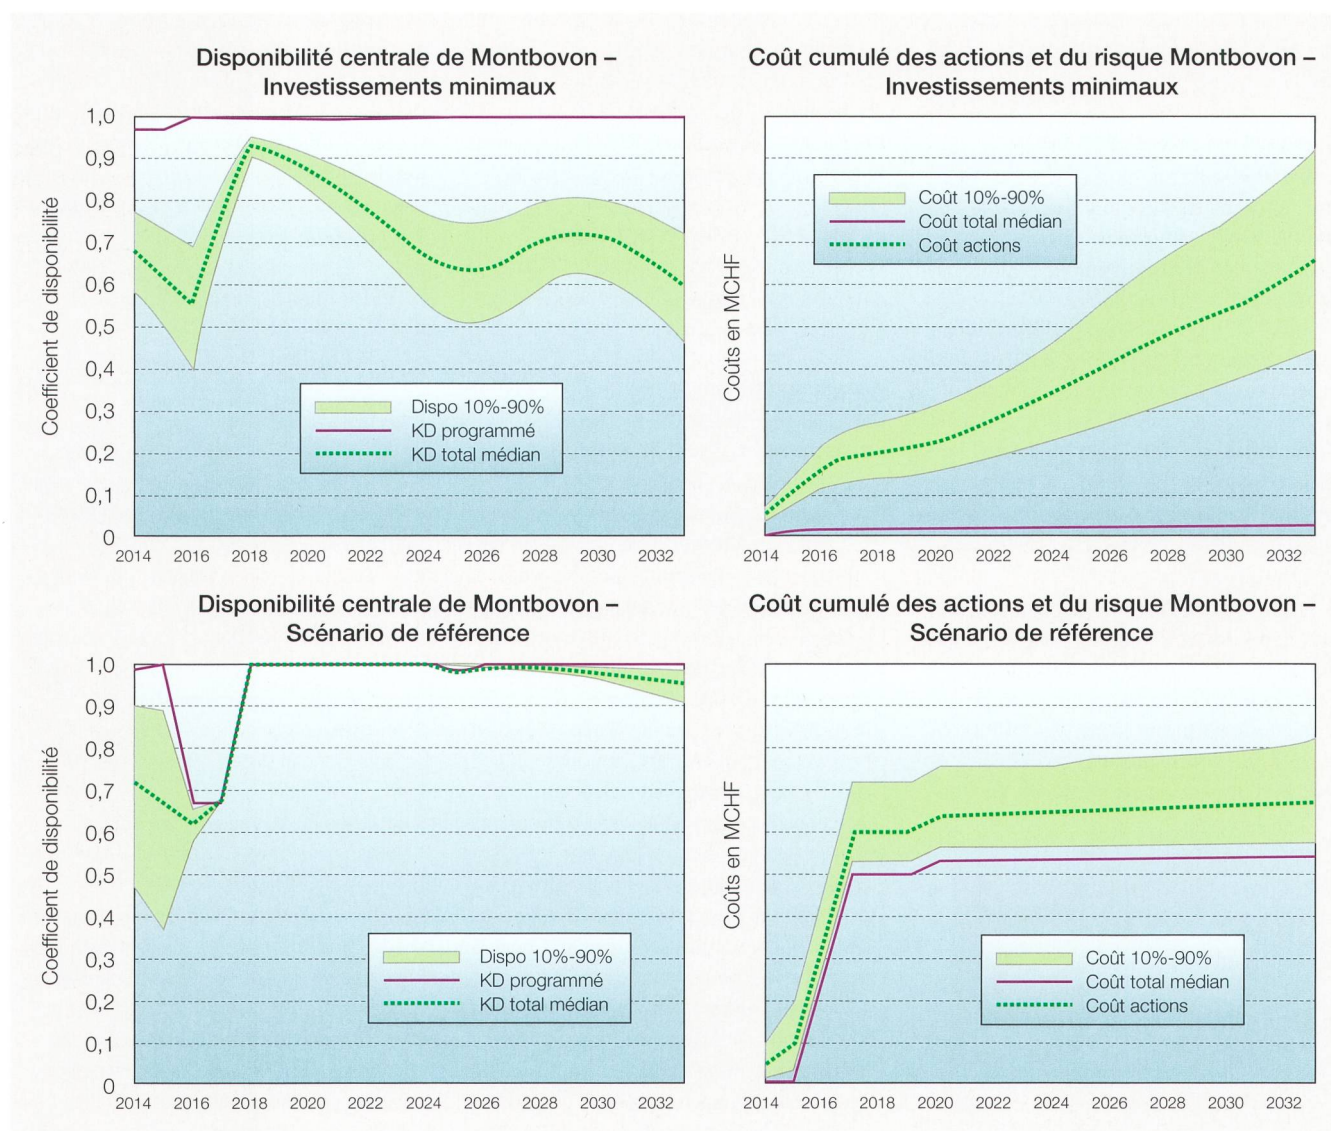 Disponibilité centrale de Montbovon –
Investissements minimaux
Coefficient de disponibilité
1,0
0,9
0,8
0,7
0,6
0,5
0,4
0,3
0,2
0,1
0
Dispo 10%-90%
KD programmé
KD total médian
2014 2016 2018 2020 2022 2024 2026 2028 2030 2032
Coût cumulé des actions et du risque Montbovon –
Investissements minimaux
Coûts en MCHF
Coût 10%-90%
Coût total médian
Coût actions
2014 2016 2018 2020 2022 2024 2026 2028 2030 2032
Disponibilité centrale de Montbovon –
Scénario de référence
Coefficient de disponibilité
1,0
0,9
0,8
0,7
0,6
0,5
0,4
0,3
0,2
0,1
0
Dispo 10%-90%
KD programmé
KD total médian
2014 2016 2018 2020 2022 2024 2026 2028 2030 2032
Coût cumulé des actions et du risque Montbovon –
Scénario de référence
Coûts en MCHF
Coût 10%-90%
Coût total médian
Coût actions
2014 2016 2018 2020 2022 2024 2026 2028 2030 2032